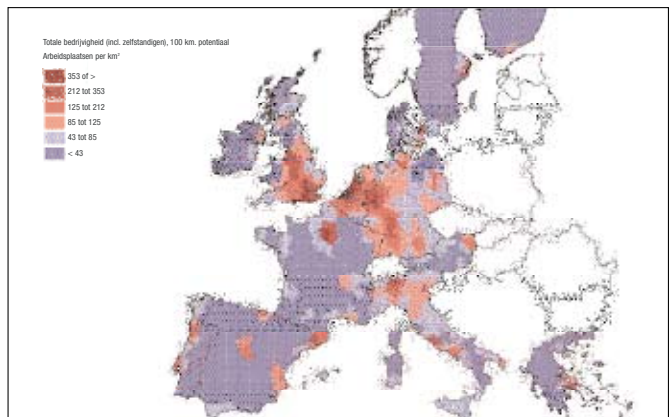 Totale bedrijvigheid (incl. zelfstandigen), 100 km. potentiaal
Arbeidsplaatsen per km²
353 of >
212 tot 353
125 tot 212
85 tot 125
43 tot 85
< 43